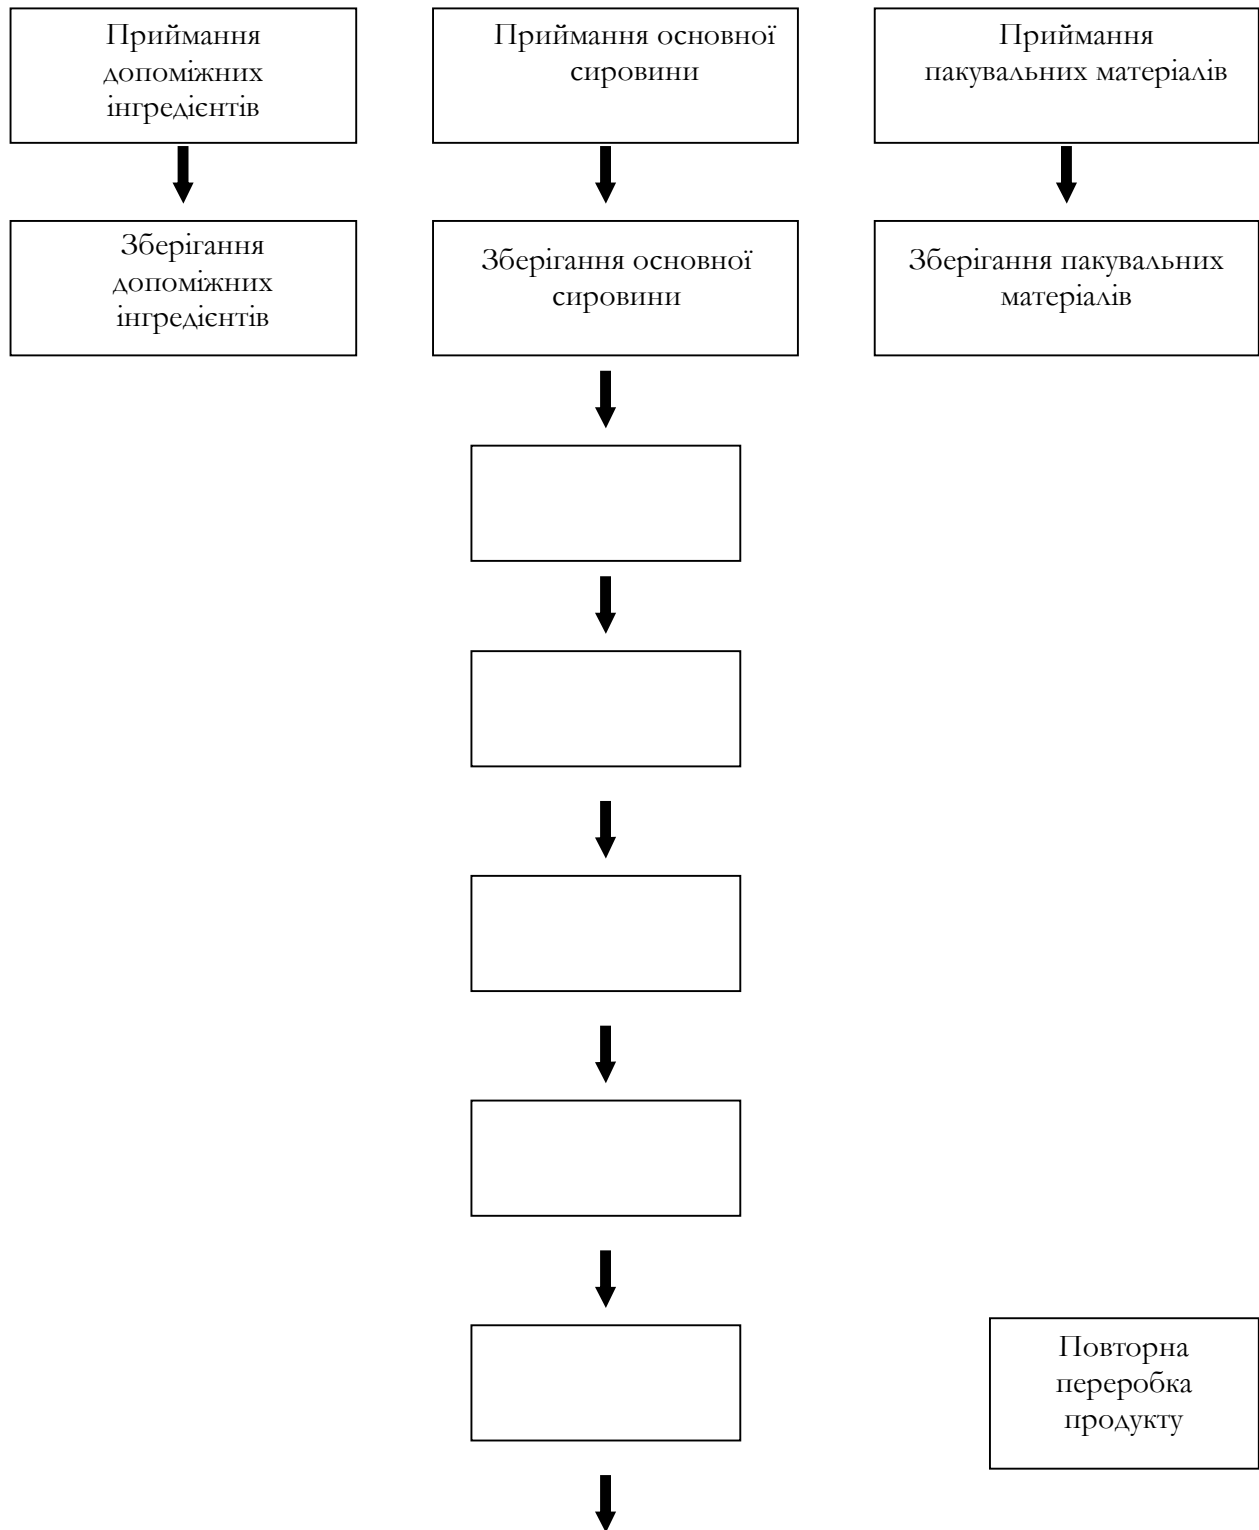 Приймання
допоміжних
інгредієнтів
Приймання основної
сировини
Приймання
пакувальних матеріалів
Зберігання
допоміжних
інгредієнтів
Зберігання основної
сировини
Зберігання пакувальних
матеріалів
Повторна
переробка
продукту